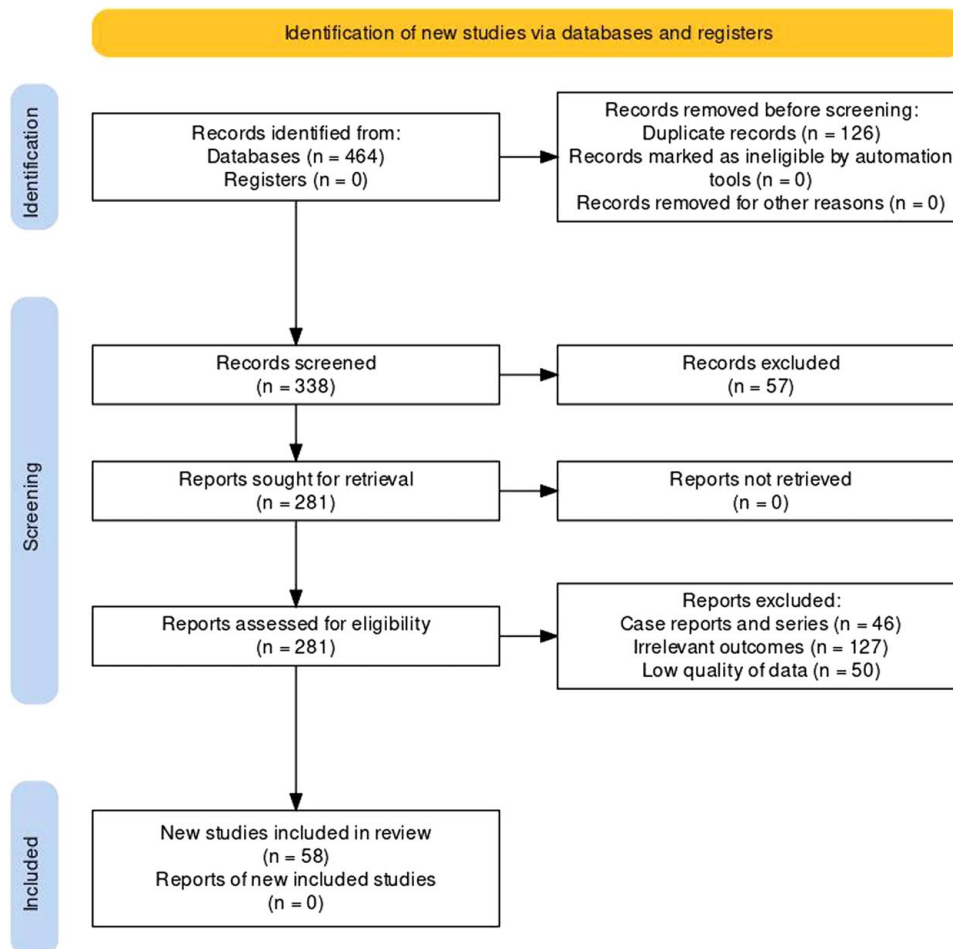 Identification of new studies via databases and registers
Identification
Records identified from:
Databases (n = 464)
Registers (n = 0)
Records removed before screening:
Duplicate records (n = 126)
Records marked as ineligible by automation
tools (n = 0)
Records removed for other reasons (n = 0)
Screening
Records screened
(n = 338)
Records excluded
(n = 57)
Reports sought for retrieval
(n = 281)
Reports not retrieved
(n = 0)
Reports assessed for eligibility
(n = 281)
Reports excluded:
Case reports and series (n = 46)
Irrelevant outcomes (n = 127)
Low quality of data (n = 50)
Included
New studies included in review
(n = 58)
Reports of new included studies
(n = 0)